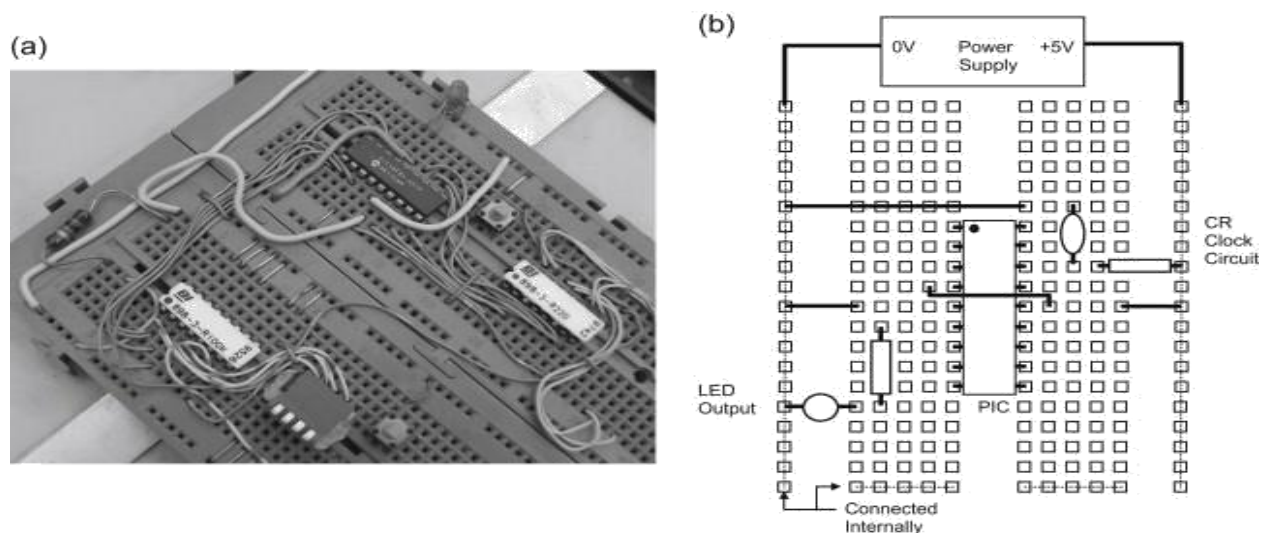 (a)
(b)
0V Power +5V
Supply
CR
Clock
Circuit
LED
Output
PIC
Connected
Internally